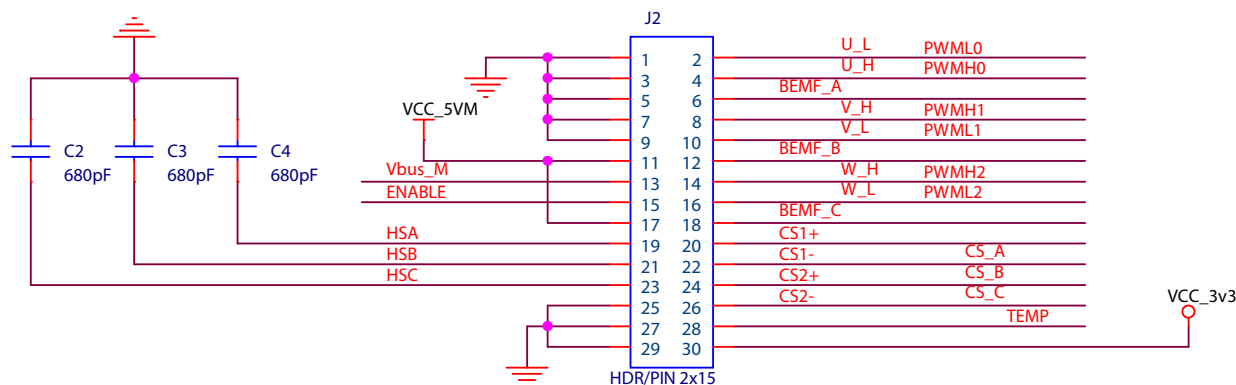 J2
U_L PWML0
1 2
U_H PWMH0
3 4
BEMF_A
5 6
VCC_5VM
V_H PWMH1
7 8
V_L PWML1
9 10
C2 C3 C4
BEMF_B
11 12
680pF 680pF 680pF
Vbus_M
W_H PWMH2
13 14
ENABLE
W_L PWML2
15 16
BEMF_C
17 18
HSA
CS1+
19 20
HSB
CS1- CS_A
21 22
HSC
CS2+ CS_B
23 24
CS2- CS_C
25 26
VCC_3v3
TEMP
27 28
29 30
HDR/PIN 2x15